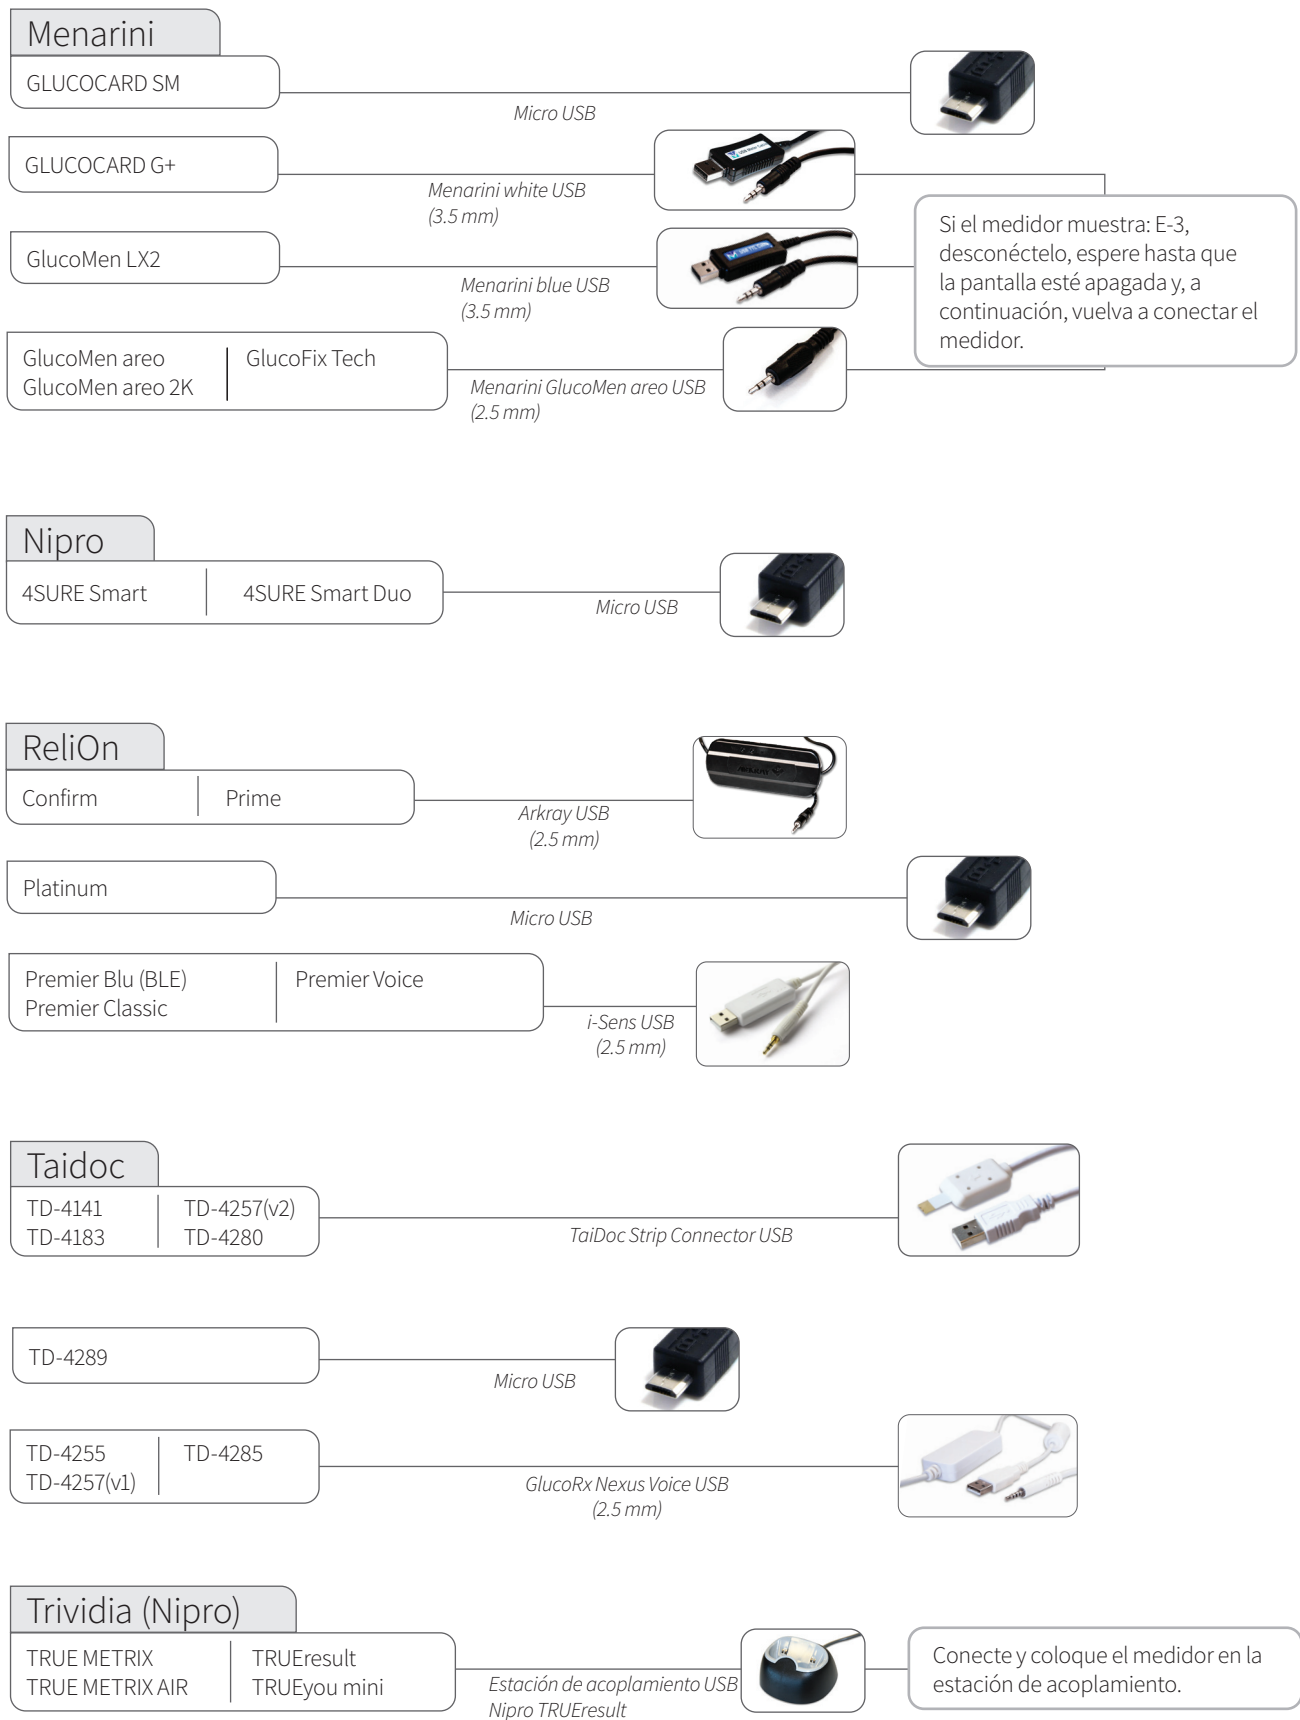 Menarini
GLUCOCARD SM
Micro USB
GLUCOCARD G+
Menarini white USB
(3.5 mm)
GlucoMen LX2
Menarini blue USB
(3.5 mm)
GlucoMen areo
GlucoMen areo 2K
GlucoFix Tech
Menarini GlucoMen areo USB
(2.5 mm)
Si el medidor muestra: E-3,
desconéctelo, espere hasta que
la pantalla esté apagada y, a
continuación, vuelva a conectar el
medidor.
Nipro
4SURE Smart
4SURE Smart Duo
Micro USB
ReliOn
Confirm
Prime
Arkray USB
(2.5 mm)
Platinum
Micro USB
Premier Blu (BLE)
Premier Classic
Premier Voice
i-Sens USB
(2.5 mm)
Taidoc
TD-4141
TD-4183
TD-4257(v2)
TD-4280
TaiDoc Strip Connector USB
TD-4289
Micro USB
TD-4255
TD-4257(v1)
TD-4285
GlucoRx Nexus Voice USB
(2.5 mm)
Trividia (Nipro)
TRUE METRIX
TRUE METRIX AIR
TRUEresult
TRUEyou mini
Estación de acoplamiento USB
Nipro TRUEresult
Conecte y coloque el medidor en la
estación de acoplamiento.